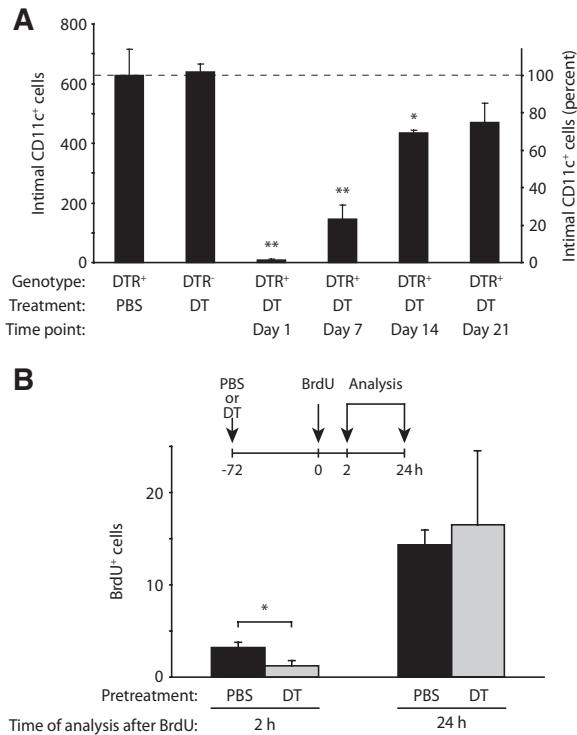 A
Intimal CD11c⁺ cells
800
600
400
200
0
**
**
*
100
80
60
40
20
0
Intimal CD11c⁺ cells (percent)
Genotype: DTR⁺ DTR⁻ DTR⁺ DTR⁺ DTR⁺ DTR⁺
Treatment: PBS DT DT DT DT DT
Time point: Day 1 Day 7 Day 14 Day 21
B
PBS or DT
BrdU
Analysis
-72 0 2 24 h
BrdU⁺ cells
20
10
0
*
Pretreatment: PBS DT PBS DT
Time of analysis after BrdU: 2 h 24 h